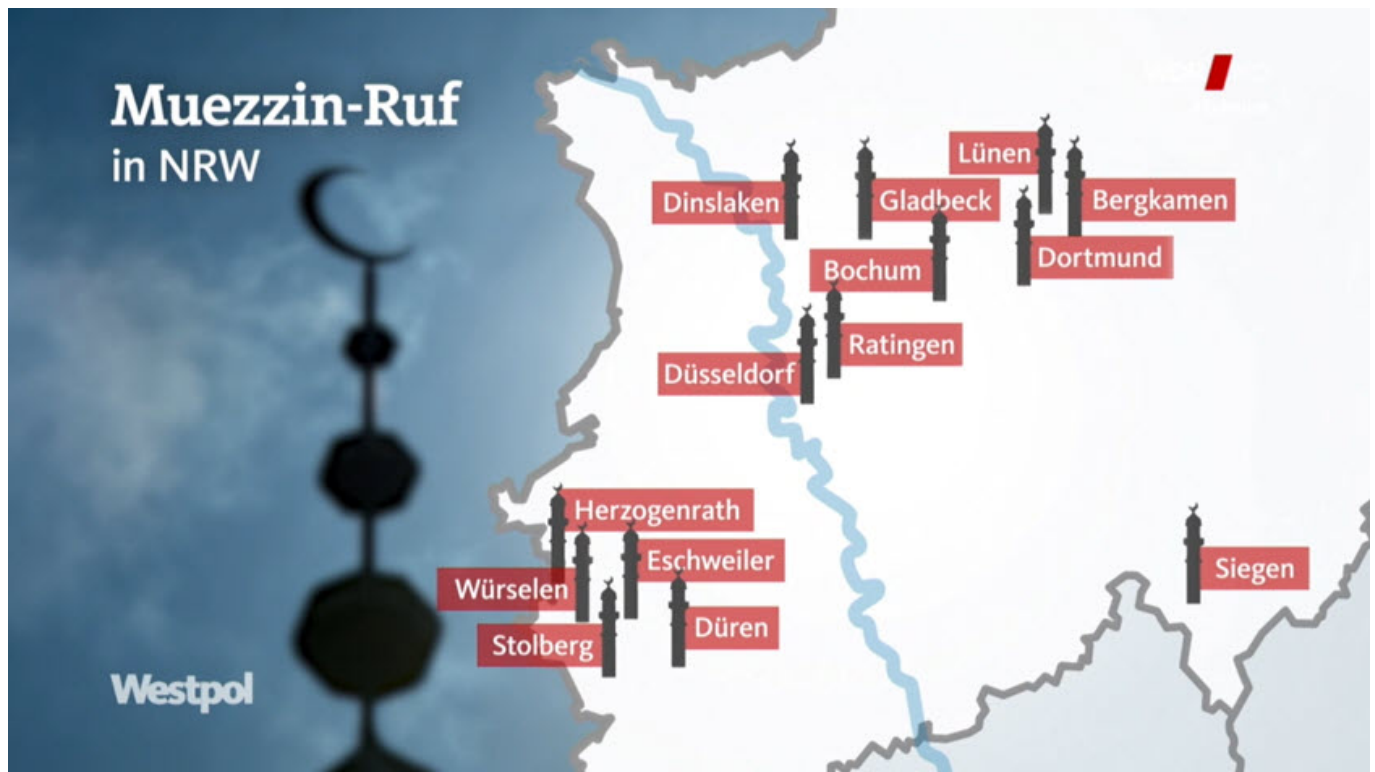 Muezzin-Ruf
in NRW
Lünen
Dinslaken
Gladbeck
Bergkamen
Bochum
Dortmund
Ratingen
Düsseldorf
Herzogenrath
Eschweiler
Würselen
Siegen
Stolberg
Düren
Westpol